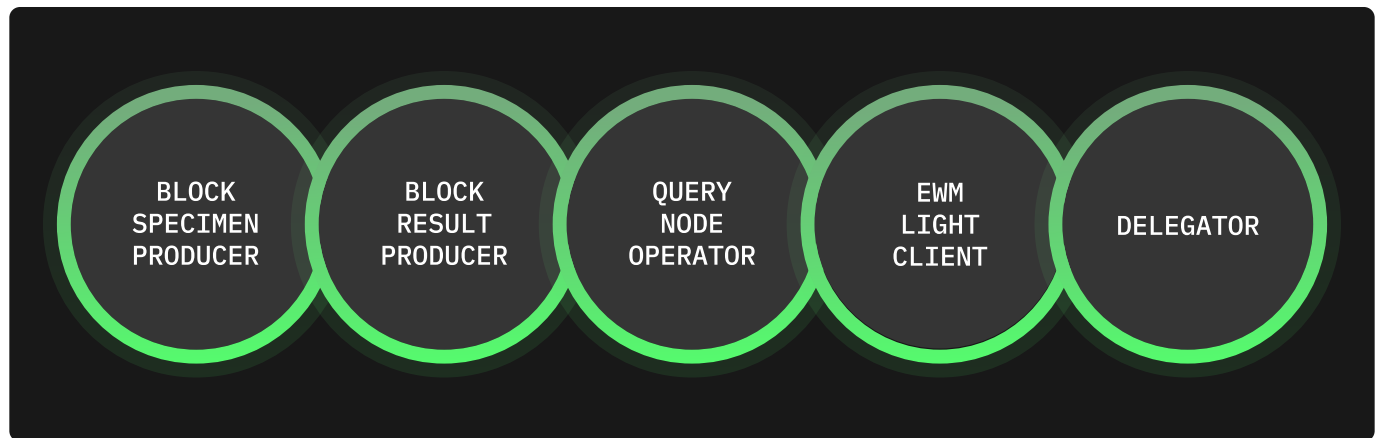 BLOCK
SPECIMEN
PRODUCER
BLOCK
RESULT
PRODUCER
QUERY
NODE
OPERATOR
EWM
LIGHT
CLIENT
DELEGATOR